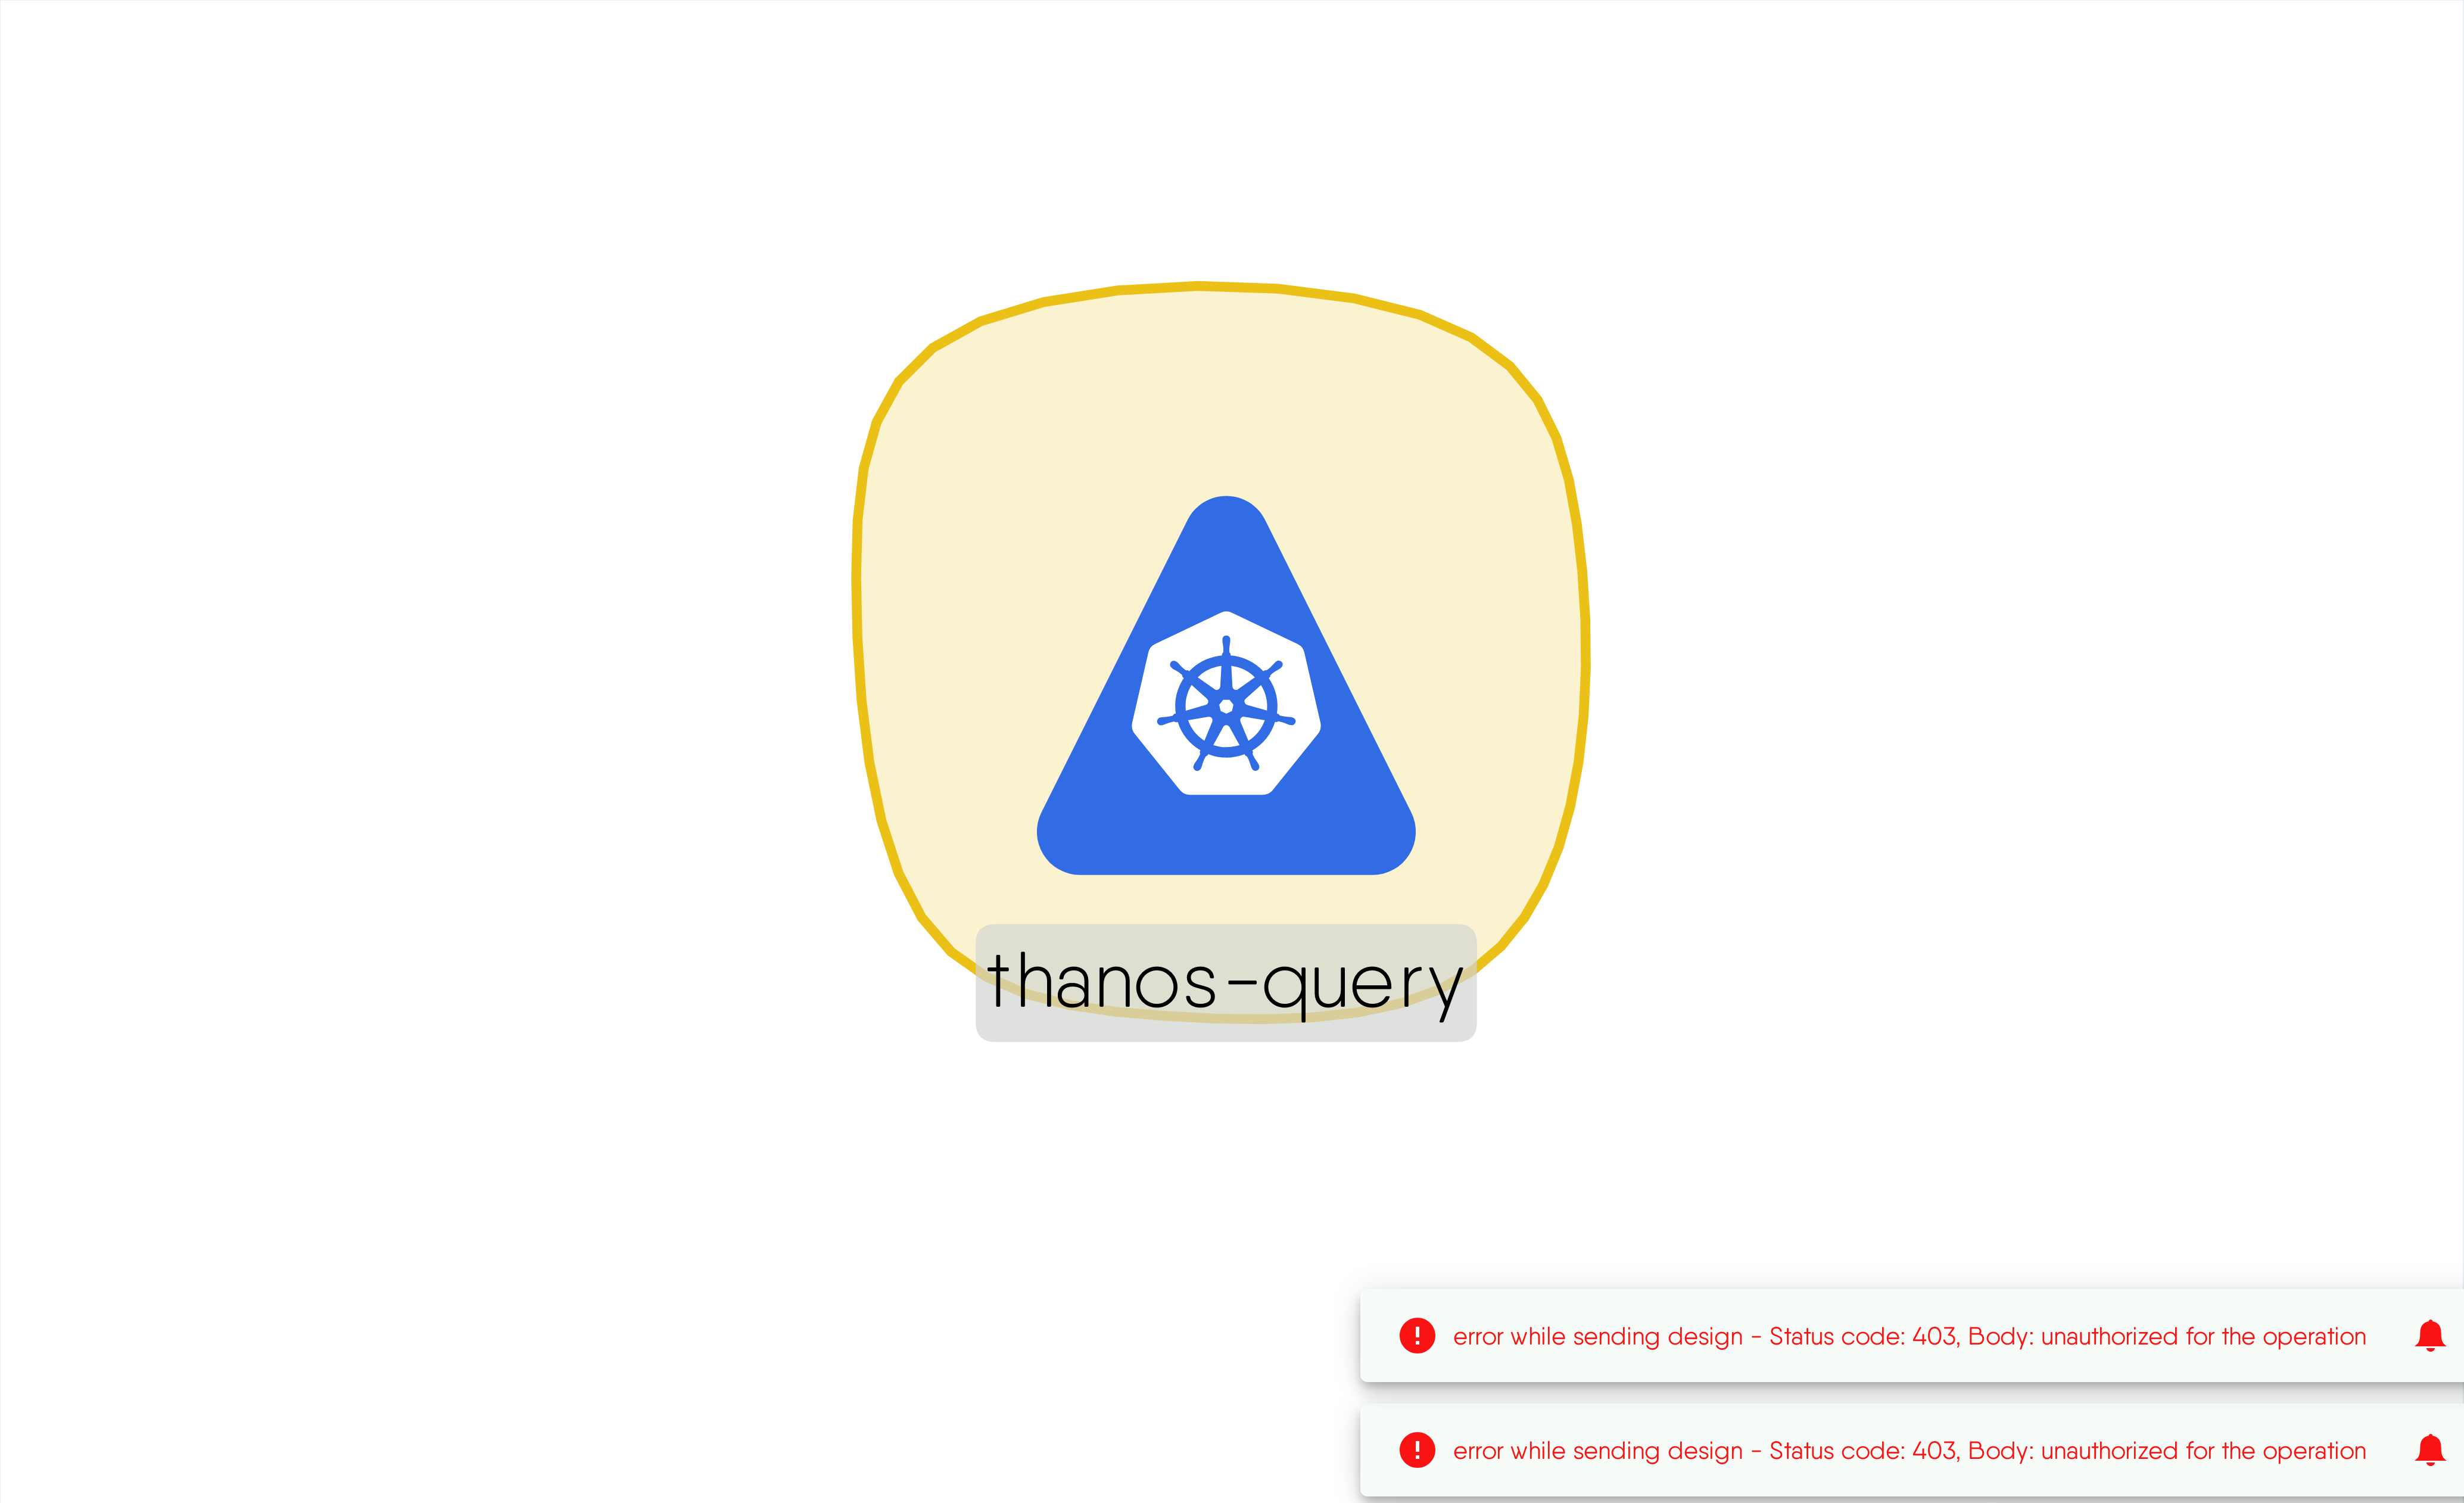 thanos-query
error while sending design - Status code: 403, Body: unauthorized for the operation
error while sending design - Status code: 403, Body: unauthorized for the operation